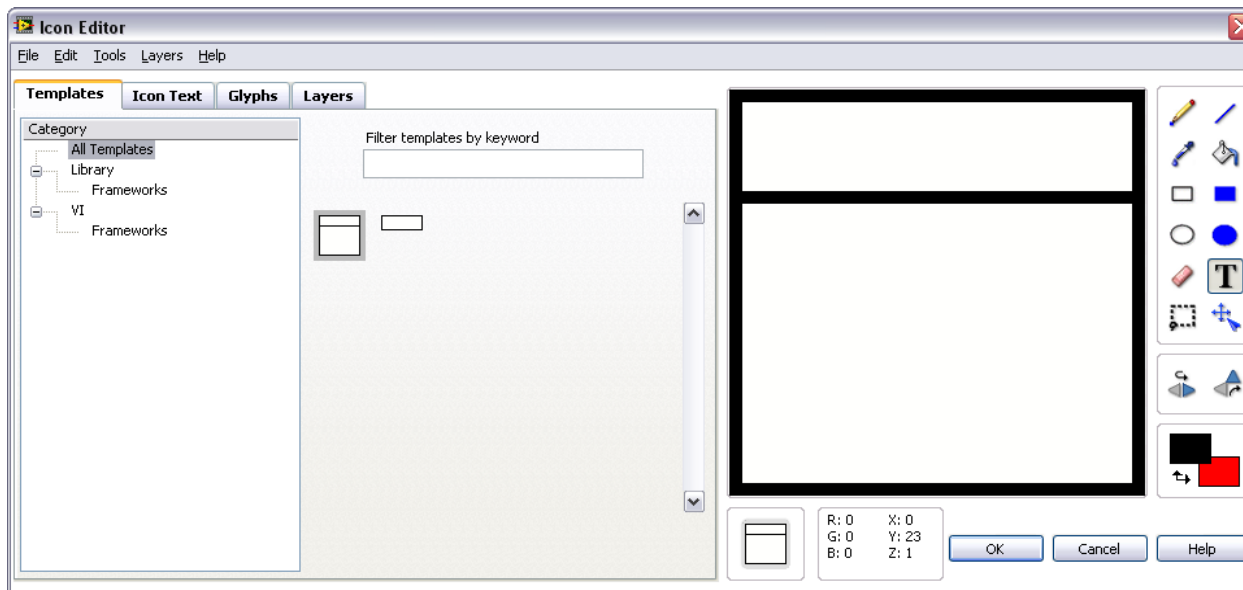 Icon Editor
File Edit Tools Layers Help
Templates Icon Text Glyphs Layers
Category
All Templates
Library
Frameworks
VI
Frameworks
Filter templates by keyword
T
R: 0 X: 0
G: 0 Y: 23
B: 0 Z: 1
OK Cancel Help